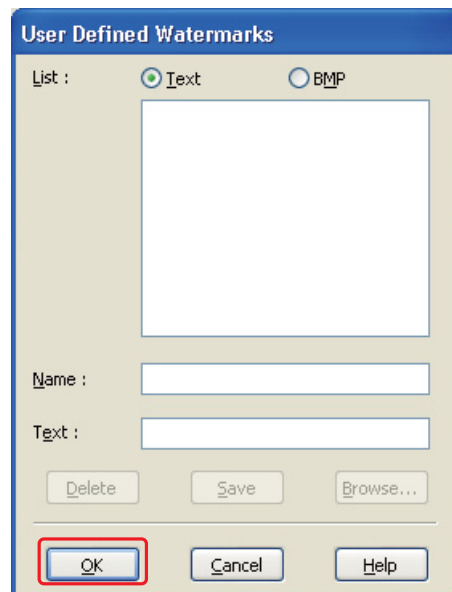 User Defined Watermarks
List : Text BMP
Name :
Text :
Delete Save Browse...
OK Cancel Help